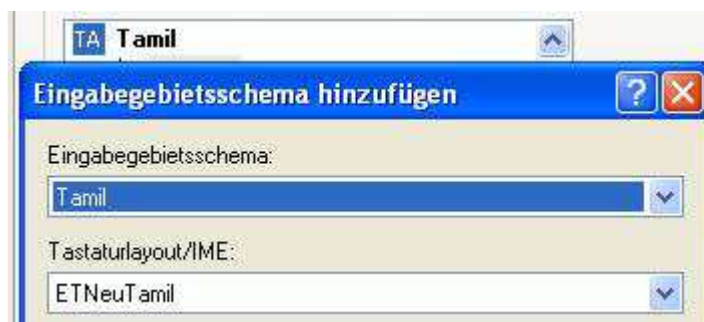 TA Tamil
Eingabegebietsschema hinzufügen
Eingabegebietsschema:
Tamil
Tastaturlayout/IME:
ETNeuTamil